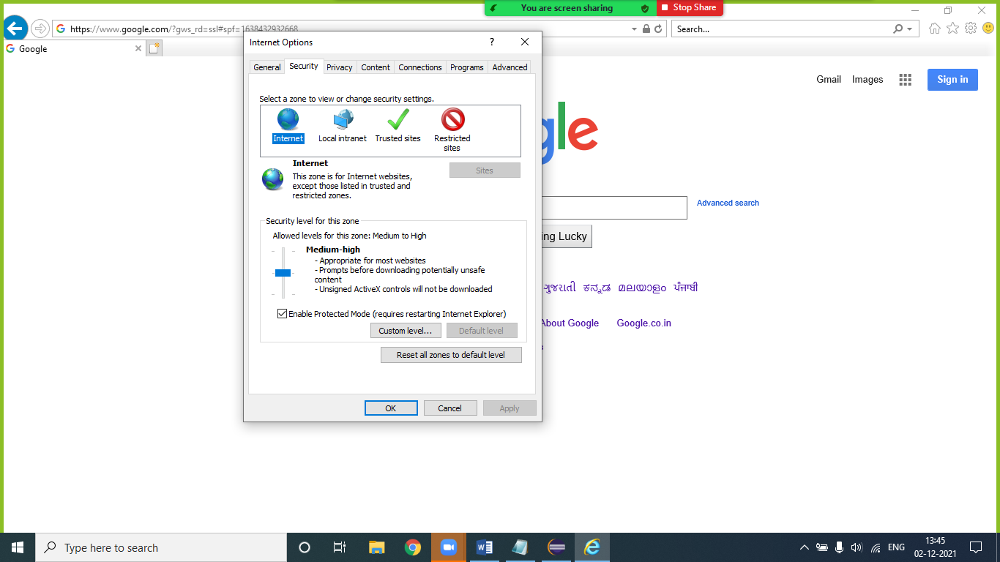 You are screen sharing
Stop Share
https://www.google.com/?gws_rd=ssl#spf=1638432932668
Search...
Google
Internet Options
?
General Security Privacy Content Connections Programs Advanced
Gmail Images Sign in
Select a zone to view or change security settings.
Internet Local intranet Trusted sites Restricted
sites
gle
Internet
Sites
This zone is for Internet websites,
except those listed in trusted and
restricted zones.
Advanced search
Security level for this zone
Allowed levels for this zone: Medium to High
ing Lucky
Medium-high
- Appropriate for most websites
- Prompts before downloading potentially unsafe
content
- Unsigned ActiveX controls will not be downloaded
ગુજરાતી ಕನ್ನಡ മലയാളം ਪੰਜਾਬੀ
Enable Protected Mode (requires restarting Internet Explorer)
About Google Google.co.in
Custom level... Default level
Reset all zones to default level
OK Cancel Apply
Type here to search
W
ENG
13:45
02-12-2021